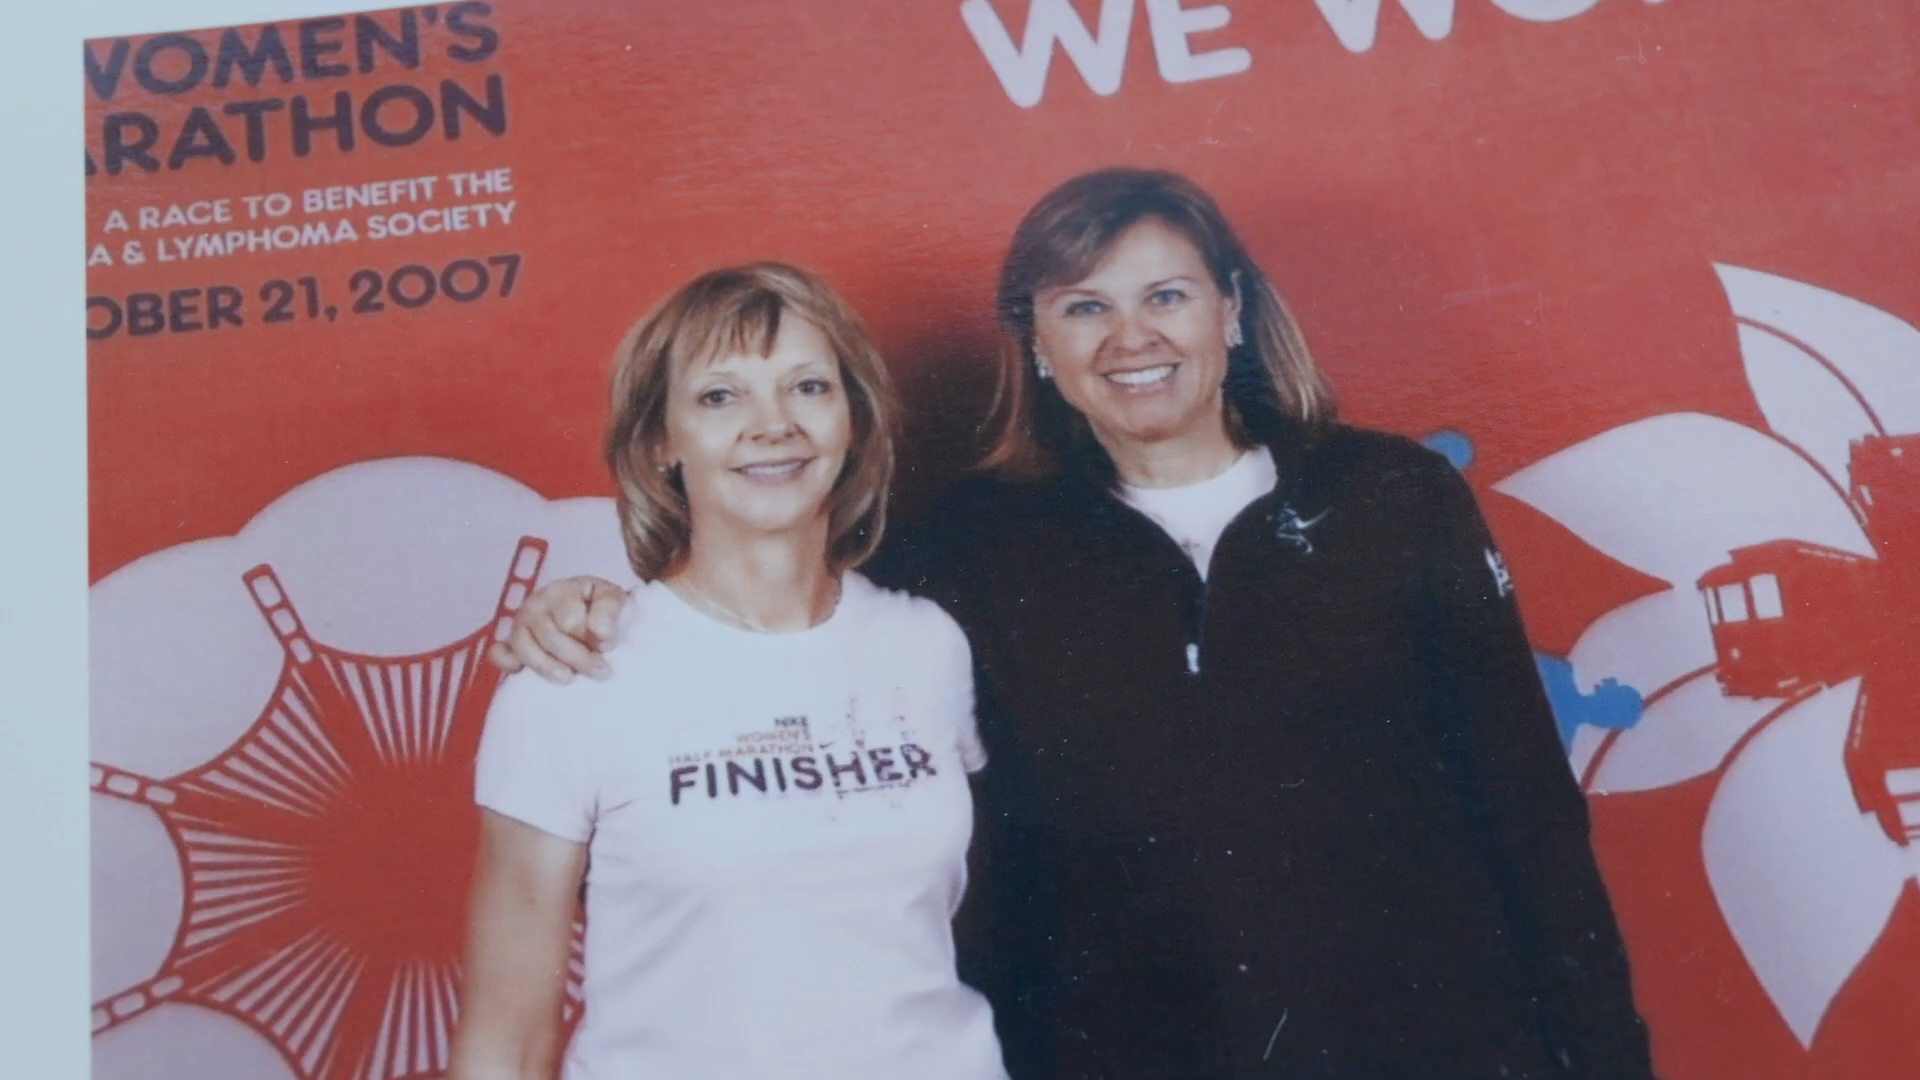 WOMEN'S
ARATHON
A RACE TO BENEFIT THE
A & LYMPHOMA SOCIETY
OBER 21, 2007
WE
NIKE
WOMEN'S
HALF MARATHON
FINISHER